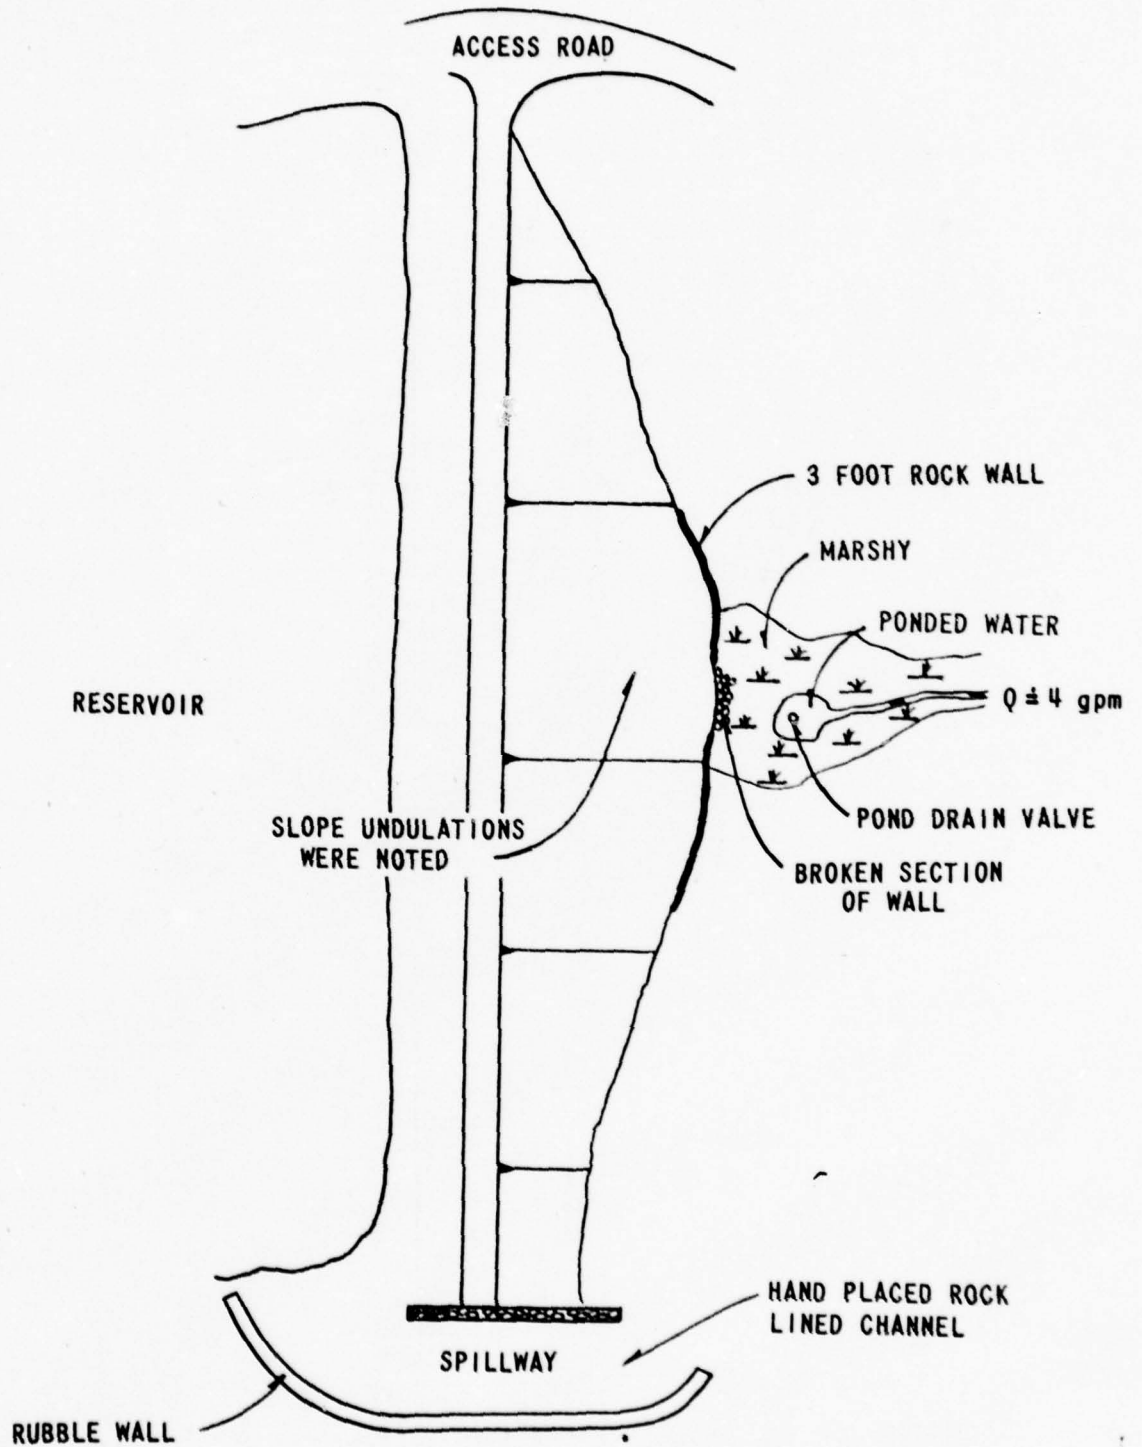 ACCESS ROAD
3 FOOT ROCK WALL
MARSHY
PONDED WATER
RESERVOIR
Q ≐ 4 gpm
SLOPE UNDULATIONS
WERE NOTED
POND DRAIN VALVE
BROKEN SECTION
OF WALL
HAND PLACED ROCK
LINED CHANNEL
SPILLWAY
RUBBLE WALL